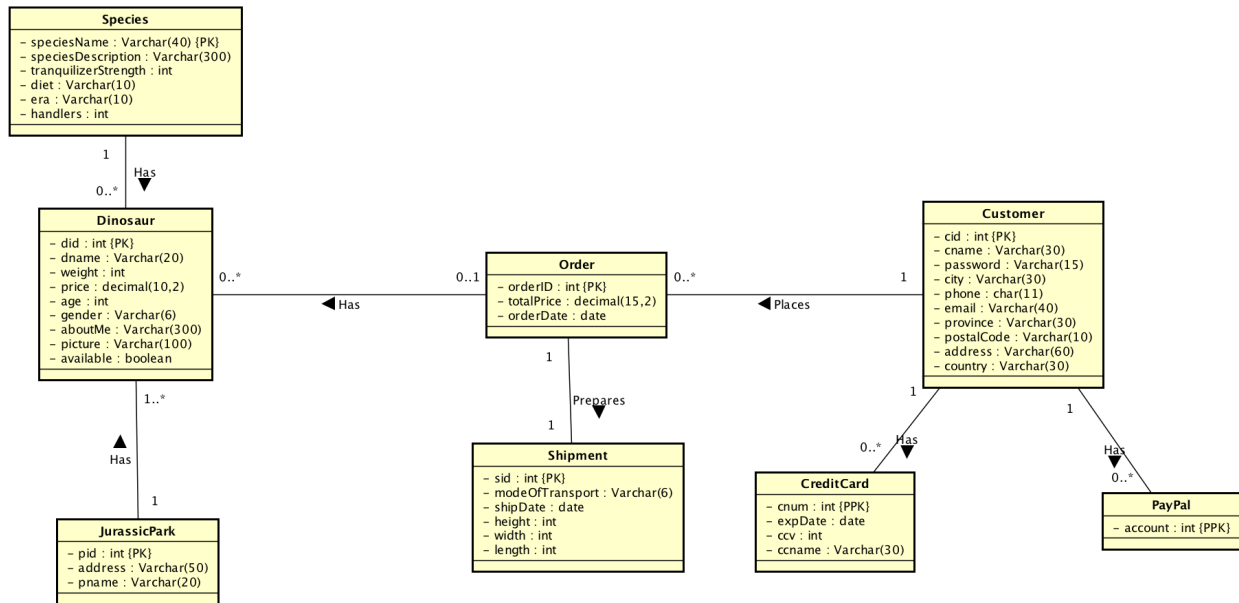 Species
- speciesName : Varchar(40) {PK}
- speciesDescription : Varchar(300)
- tranquilizerStrength : int
- diet : Varchar(10)
- era : Varchar(10)
- handlers : int
1
Has
0..*
Dinosaur
- did : int {PK}
- dname : Varchar(20)
- weight : int
- price : decimal(10,2)
- age : int
- gender : Varchar(6)
- aboutMe : Varchar(300)
- picture : Varchar(100)
- available : boolean
0..*
0..1
Has
Order
- orderID : int {PK}
- totalPrice : decimal(15,2)
- orderDate : date
0..*
1
Places
Customer
- cid : int {PK}
- cname : Varchar(30)
- password : Varchar(15)
- city : Varchar(30)
- phone : char(11)
- email : Varchar(40)
- province : Varchar(30)
- postalCode : Varchar(10)
- address : Varchar(60)
- country : Varchar(30)
1..*
Has
1
JurassicPark
- pid : int {PK}
- address : Varchar(50)
- pname : Varchar(20)
1
Prepares
1
Shipment
- sid : int {PK}
- modeOfTransport : Varchar(6)
- shipDate : date
- height : int
- width : int
- length : int
1
Has
0..*
CreditCard
- cnum : int {PPK}
- expDate : date
- ccv : int
- ccname : Varchar(30)
1
Has
0..*
PayPal
- account : int {PPK}